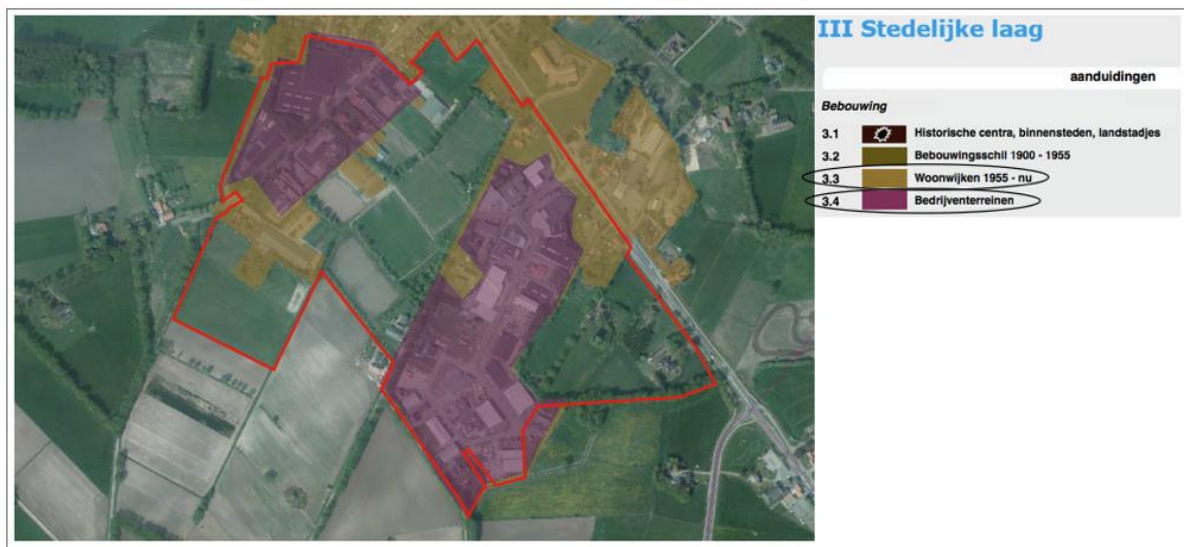 III Stedelijke laag
aanduidingen
Bebouwing
3.1 Historische centra, binnensteden, landstadjes
3.2 Bebouwingsschil 1900 - 1955
3.3 Woonwijken 1955 - nu
3.4 Bedrijventerreinen